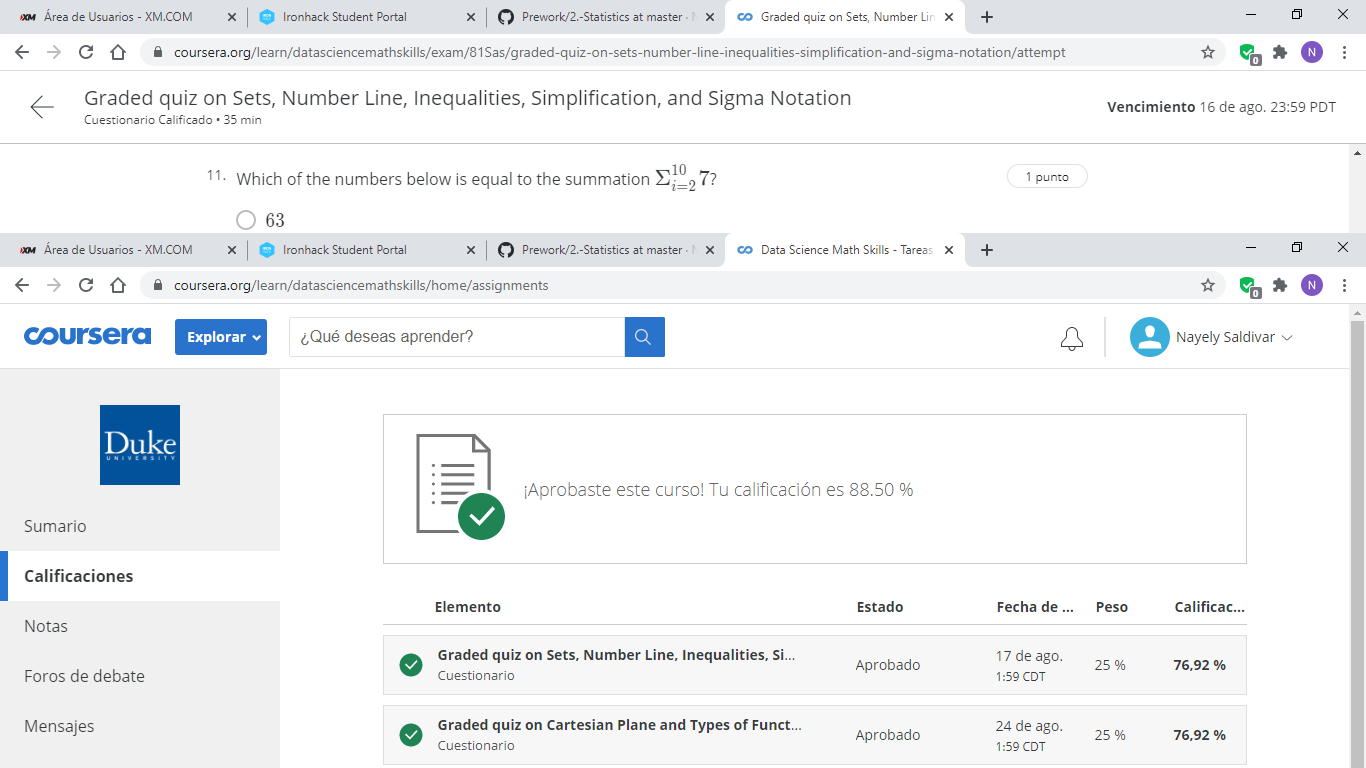 XM Área de Usuarios - XM.COM
Ironhack Student Portal
Prework/2.-Statistics at master · N
Graded quiz on Sets, Number Lin
coursera.org/learn/datasciencemathskills/exam/81Sas/graded-quiz-on-sets-number-line-inequalities-simplification-and-sigma-notation/attempt
0
N
Graded quiz on Sets, Number Line, Inequalities, Simplification, and Sigma Notation
Cuestionario Calificado • 35 min
Vencimiento 16 de ago. 23:59 PDT
11. Which of the numbers below is equal to the summation Σ_{i=2}^{10} 7?
1 punto
63
XM Área de Usuarios - XM.COM
Ironhack Student Portal
Prework/2.-Statistics at master · N
Data Science Math Skills - Tareas
coursera.org/learn/datasciencemathskills/home/assignments
0
N
coursera
Explorar
¿Qué deseas aprender?
Nayely Saldivar
Duke
UNIVERSITY
Sumario
Calificaciones
Notas
Foros de debate
Mensajes
¡Aprobaste este curso! Tu calificación es 88.50 %
Elemento Estado Fecha de ... Peso Calificac...
Graded quiz on Sets, Number Line, Inequalities, Si...
Cuestionario
Aprobado
17 de ago.
1:59 CDT
25 %
76,92 %
Graded quiz on Cartesian Plane and Types of Funct...
Cuestionario
Aprobado
24 de ago.
1:59 CDT
25 %
76,92 %